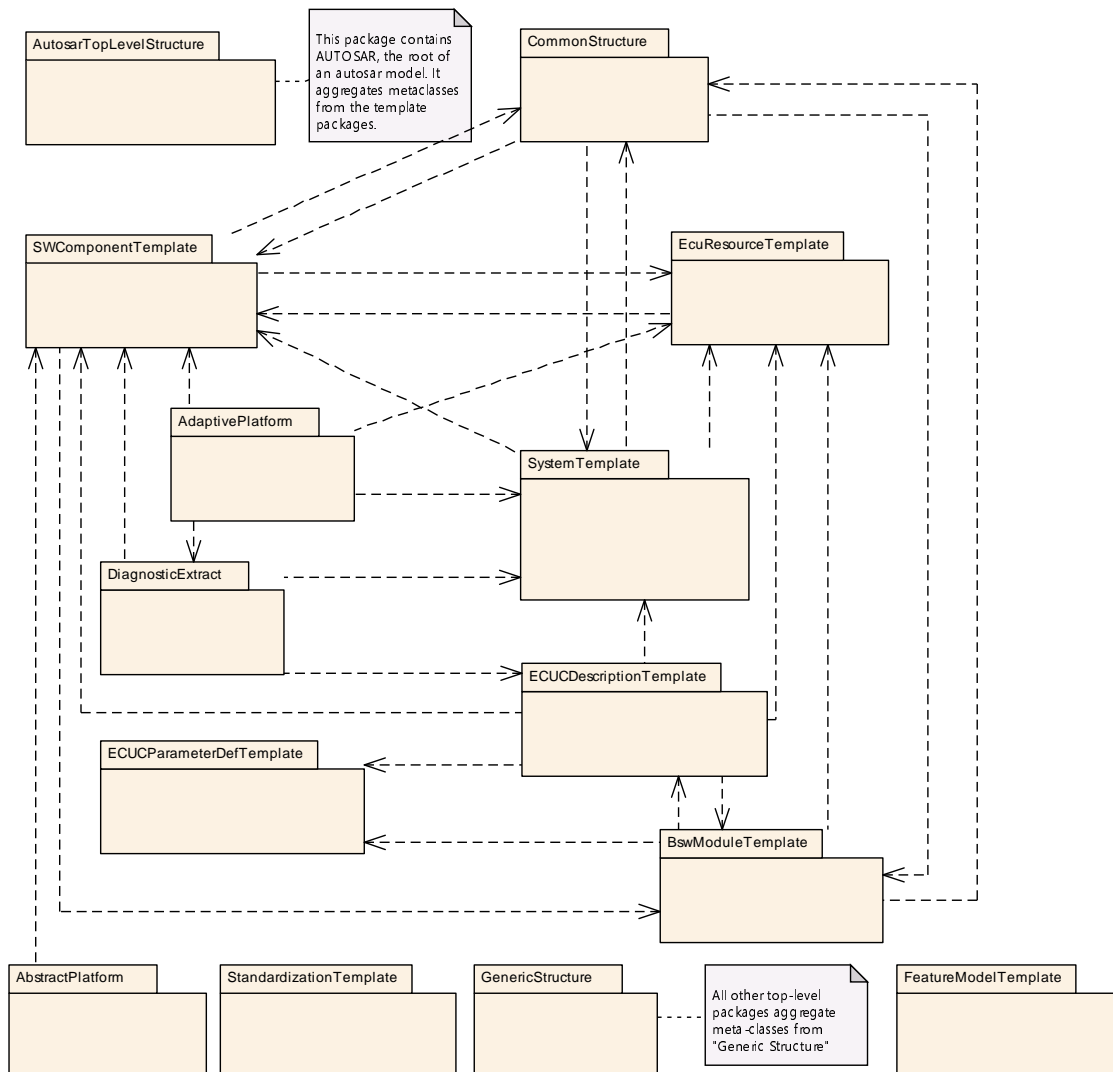 AutosarTopLevelStructure
This package contains
AUTOSAR, the root of
an autosar model. It
aggregates metaclasses
from the template
packages.
CommonStructure
SWComponentTemplate
EcuResourceTemplate
AdaptivePlatform
SystemTemplate
DiagnosticExtract
ECUCDescriptionTemplate
ECUCParameterDefTemplate
BswModuleTemplate
AbstractPlatform
StandardizationTemplate
GenericStructure
All other top-level
packages aggregate
meta-classes from
"Generic Structure"
FeatureModelTemplate